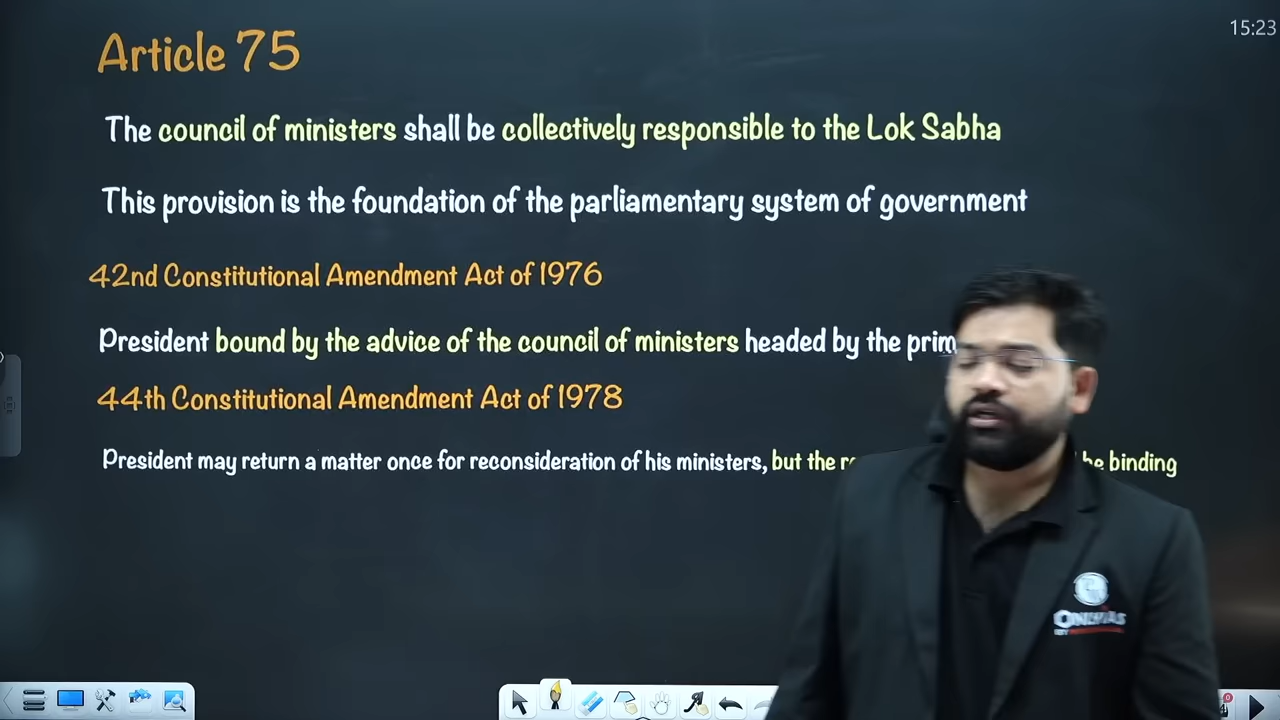 15:23
Article 75
The council of ministers shall be collectively responsible to the Lok Sabha
This provision is the foundation of the parliamentary system of government
42nd Constitutional Amendment Act of 1976
President bound by the advice of the council of ministers headed by the prim
44th Constitutional Amendment Act of 1978
President may return a matter once for reconsideration of his ministers, but the be binding